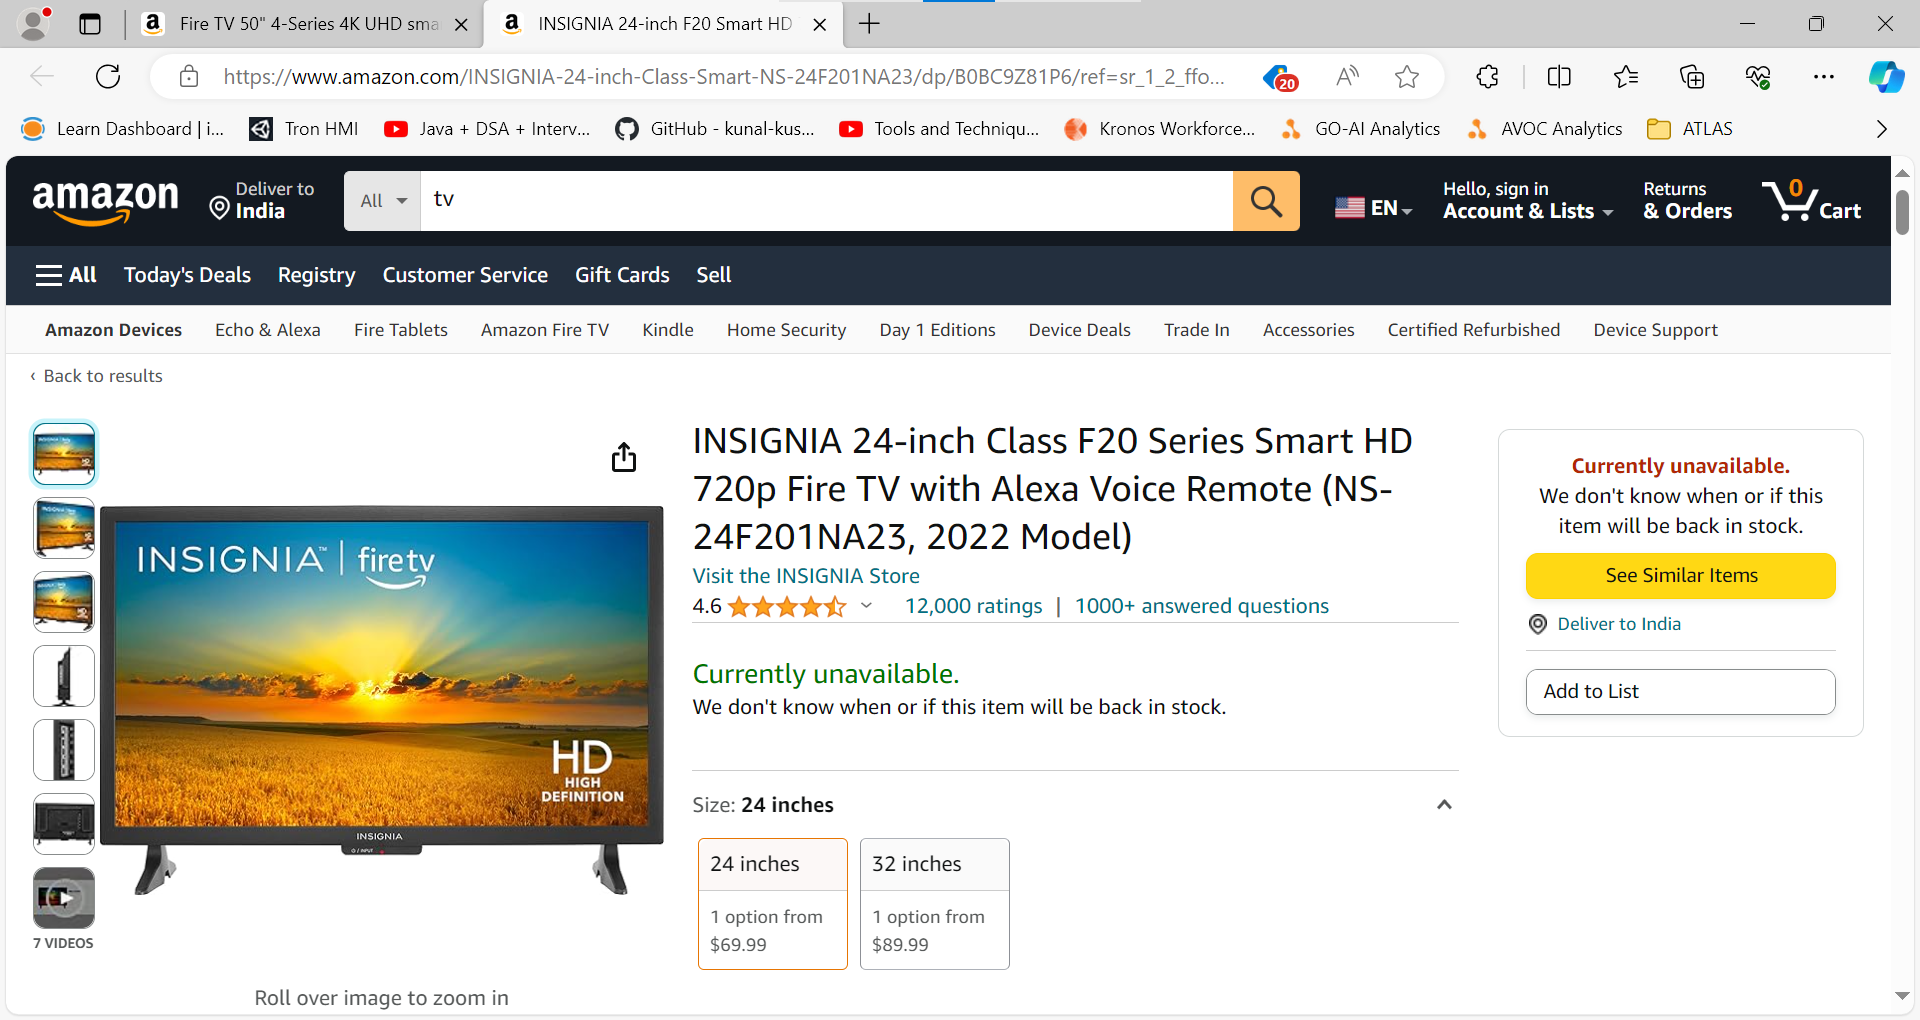 Fire TV 50" 4-Series 4K UHD sma
INSIGNIA 24-inch F20 Smart HD
https://www.amazon.com/INSIGNIA-24-inch-Class-Smart-NS-24F201NA23/dp/B0BC9Z81P6/ref=sr_1_2_ffo...
20
Learn Dashboard | i...
Tron HMI
Java + DSA + Interv...
GitHub - kunal-kus...
Tools and Techniqu...
Kronos Workforce...
GO-AI Analytics
AVOC Analytics
ATLAS
amazon
Deliver to
India
All
tv
EN
Hello, sign in
Account & Lists
Returns
& Orders
0
Cart
All
Today's Deals
Registry
Customer Service
Gift Cards
Sell
Amazon Devices
Echo & Alexa
Fire Tablets
Amazon Fire TV
Kindle
Home Security
Day 1 Editions
Device Deals
Trade In
Accessories
Certified Refurbished
Device Support
‹ Back to results
INSIGNIA™ | fire tv
HD
HIGH
DEFINITION
INSIGNIA
7 VIDEOS
Roll over image to zoom in
INSIGNIA 24-inch Class F20 Series Smart HD
720p Fire TV with Alexa Voice Remote (NS-
24F201NA23, 2022 Model)
Visit the INSIGNIA Store
4.6
12,000 ratings | 1000+ answered questions
Currently unavailable.
We don't know when or if this item will be back in stock.
Size: 24 inches
24 inches
1 option from
$69.99
32 inches
1 option from
$89.99
Currently unavailable.
We don't know when or if this
item will be back in stock.
See Similar Items
Deliver to India
Add to List